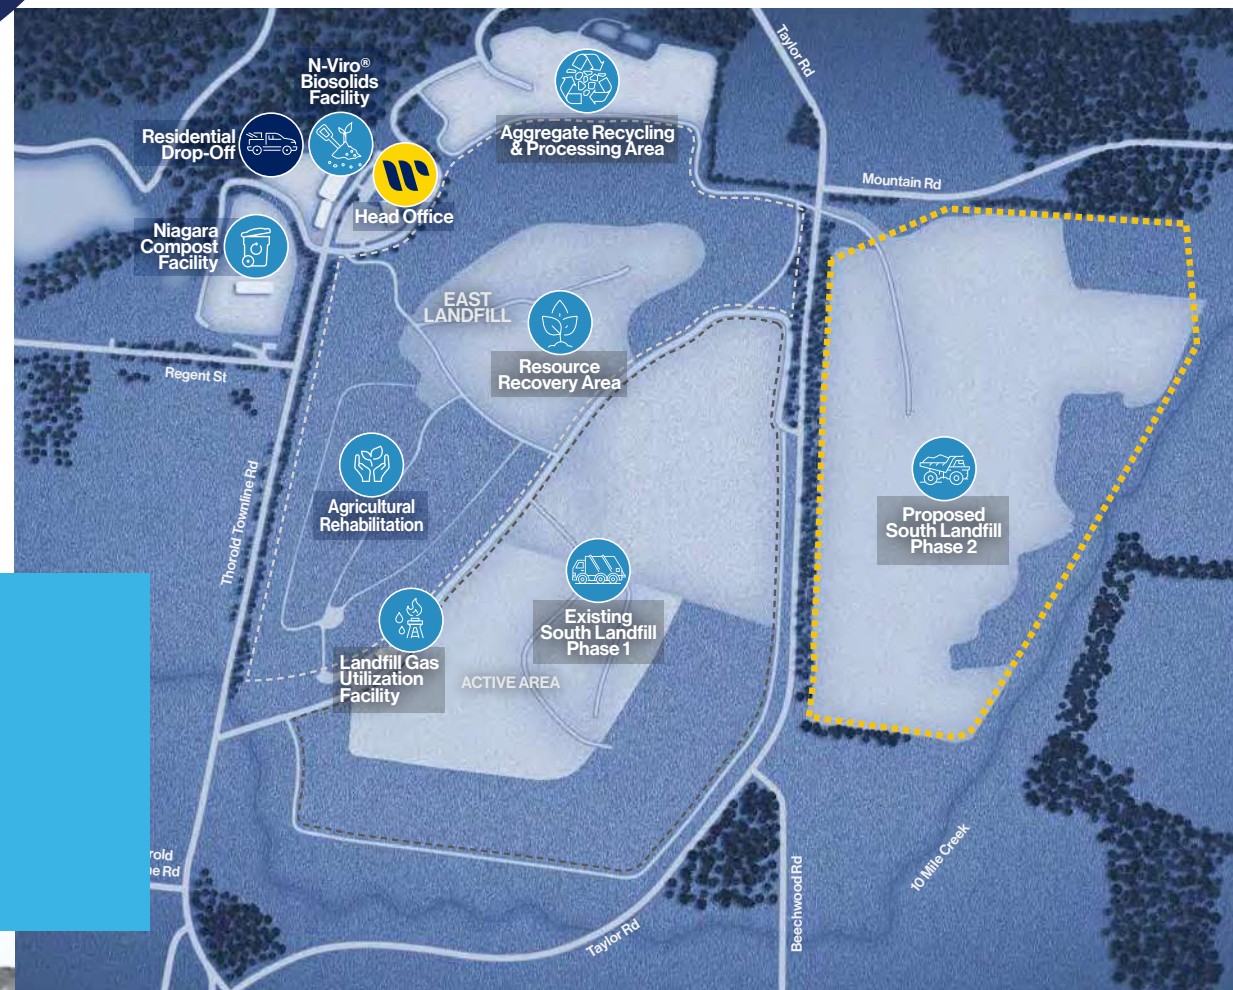 Taylor Rd
N-Viro®
Biosolids
Facility
Residential
Drop-Off
Aggregate Recycling
& Processing Area
Mountain Rd
Head Office
Niagara
Compost
Facility
EAST
LANDFILL
Resource
Recovery Area
Regent St
Thorold Townline Rd
Agricultural
Rehabilitation
Proposed
South Landfill
Phase 2
Existing
South Landfill
Phase 1
Landfill Gas
Utilization
Facility
ACTIVE AREA
rold
e Rd
10 Mile Creek
Beechwood Rd
Taylor Rd